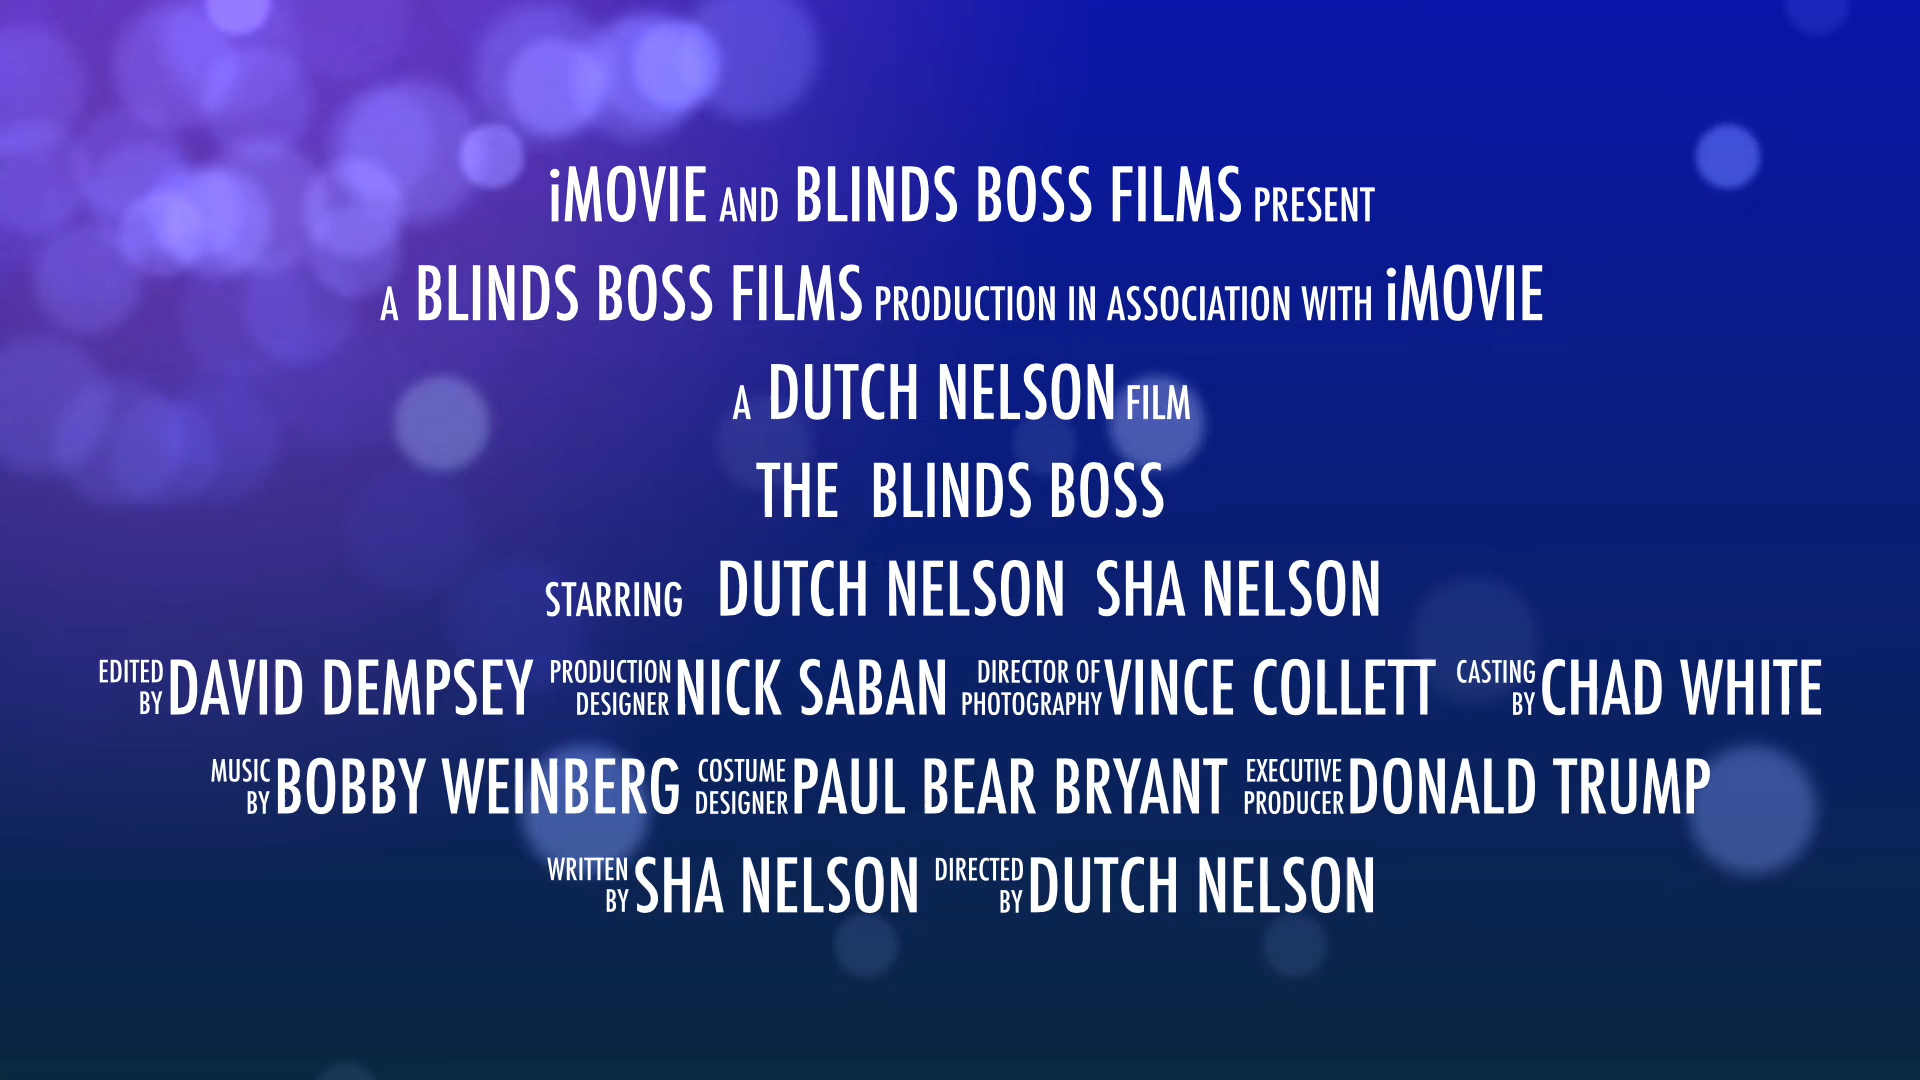 iMOVIE AND BLINDS BOSS FILMS PRESENT
A BLINDS BOSS FILMS PRODUCTION IN ASSOCIATION WITH iMOVIE
A DUTCH NELSON FILM
THE BLINDS BOSS
STARRING DUTCH NELSON SHA NELSON
EDITED BY DAVID DEMPSEY PRODUCTION DESIGNER NICK SABAN DIRECTOR OF PHOTOGRAPHY VINCE COLLETT CASTING BY CHAD WHITE
MUSIC BY BOBBY WEINBERG COSTUME DESIGNER PAUL BEAR BRYANT EXECUTIVE PRODUCER DONALD TRUMP
WRITTEN BY SHA NELSON DIRECTED BY DUTCH NELSON